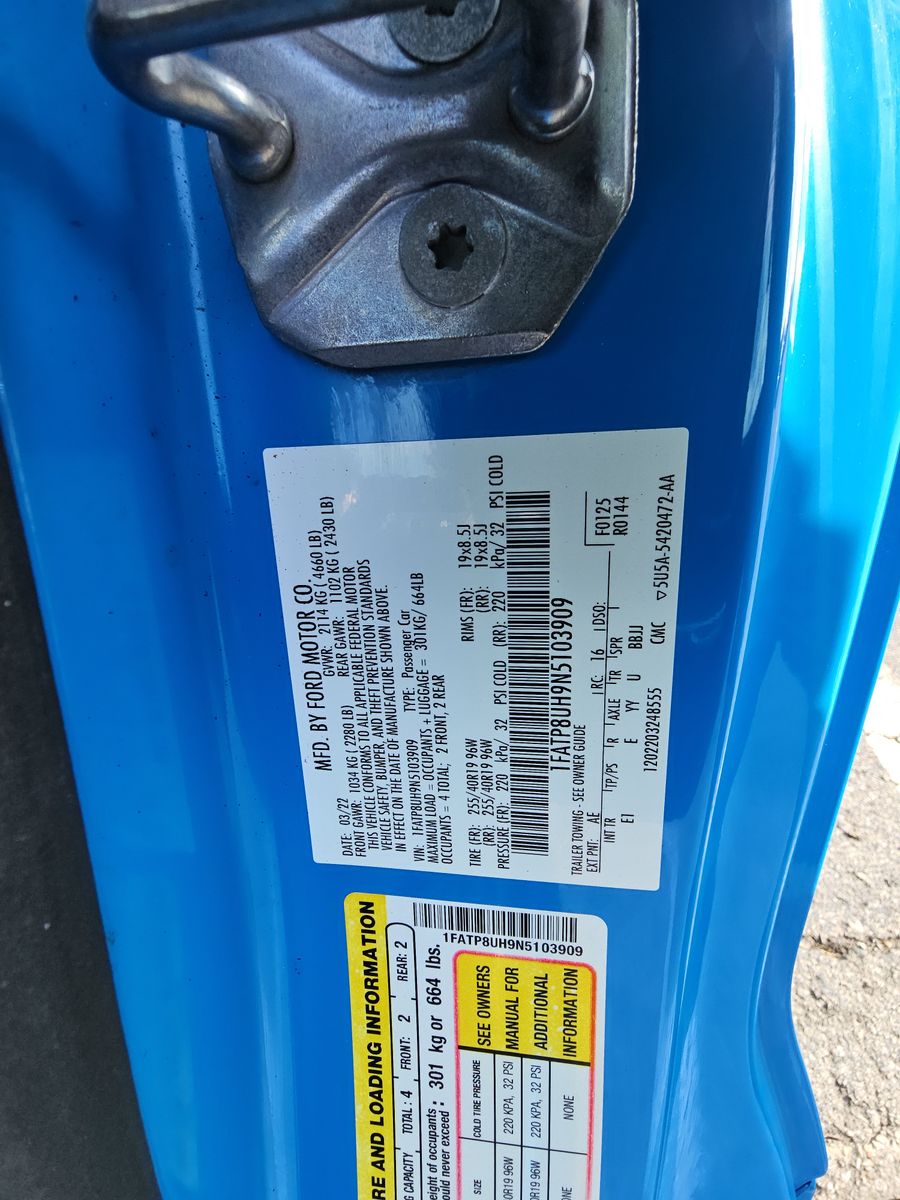 MFD. BY FORD MOTOR CO.
DATE: 03/22 GVWR: 2114 KG ( 4660 LB)
FRONT GAWR: 1034 KG ( 2280 LB) REAR GAWR: 1102 KG ( 2430 LB)
THIS VEHICLE CONFORMS TO ALL APPLICABLE FEDERAL MOTOR
VEHICLE SAFETY, BUMPER, AND THEFT PREVENTION STANDARDS
IN EFFECT ON THE DATE OF MANUFACTURE SHOWN ABOVE.
VIN: 1FATP8UH9N5103909 TYPE: Passenger Car
MAXIMUM LOAD = OCCUPANTS + LUGGAGE = 301KG/ 664LB
OCCUPANTS = 4 TOTAL; 2 FRONT, 2 REAR
TIRE (FR): 255/40R19 96W RIMS (FR): 19x8.5J
(RR): 255/40R19 96W (RR): 19x8.5J
PRESSURE (FR): 220 kPa/ 32 PSI COLD (RR): 220 kPa/ 32 PSI COLD
1FATP8UH9N5103909
TRAILER TOWING - SEE OWNER GUIDE
EXT PNT: AE RC: 16 DSO: F0125
INT TR TP/PS R AXLE TR SPR R0144
EJ E YY U BBJJ
120220324B555 CMC ▽5U5A-5420472-AA
RE AND LOADING INFORMATION
G CAPACITY TOTAL: 4 FRONT: 2 REAR: 2
eight of occupants : 301 kg or 664 lbs.
ould never exceed :
1FATP8UH9N5103909
SIZE COLD TIRE PRESSURE SEE OWNERS
0R19 96W 220 KPA, 32 PSI MANUAL FOR
0R19 96W 220 KPA, 32 PSI ADDITIONAL
NE NONE INFORMATION